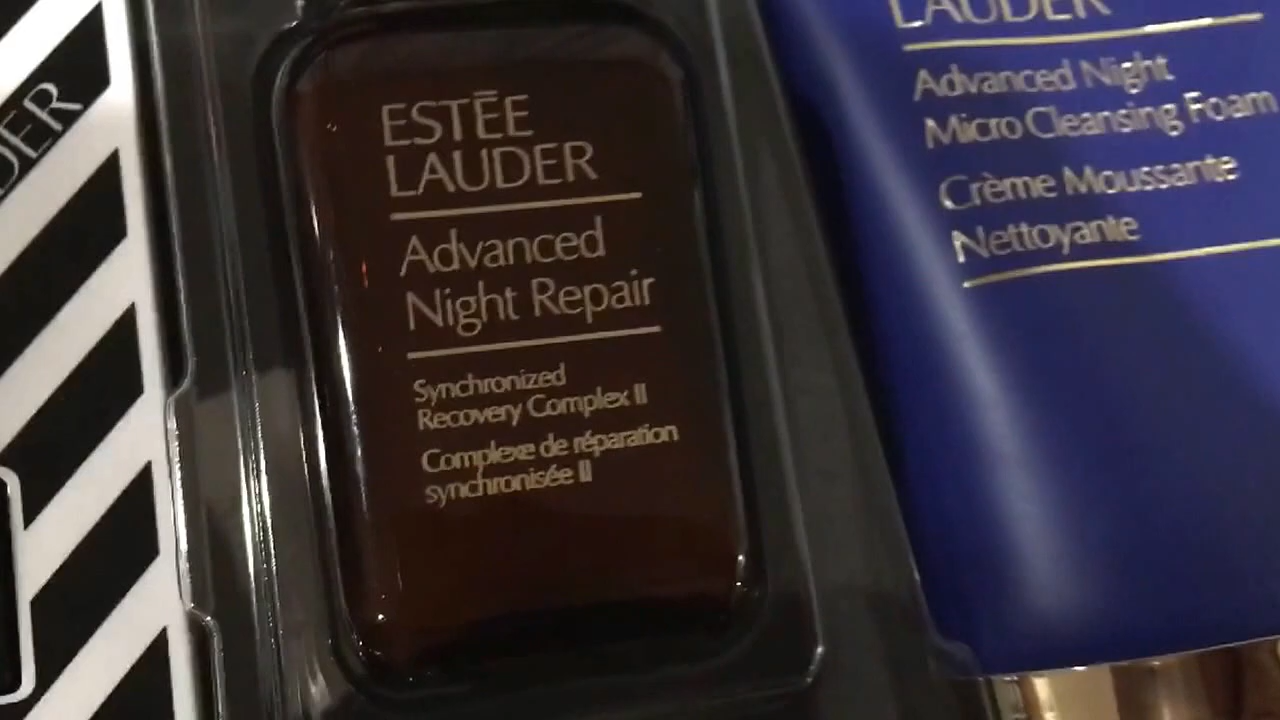 DER
ESTĒE
LAUDER
Advanced
Night Repair
Synchronized
Recovery Complex II
Complexe de réparation
synchronisée II
LAUDER
Advanced Night
Micro Cleansing Foam
Crème Moussante
Nettoyante